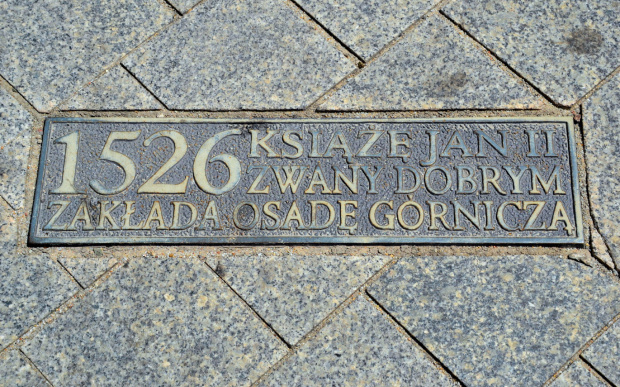 1526 KSIĄŻĘ JAN II
ZWANY DOBRYM
ZAKŁADA OSADĘ GÓRNICZĄ